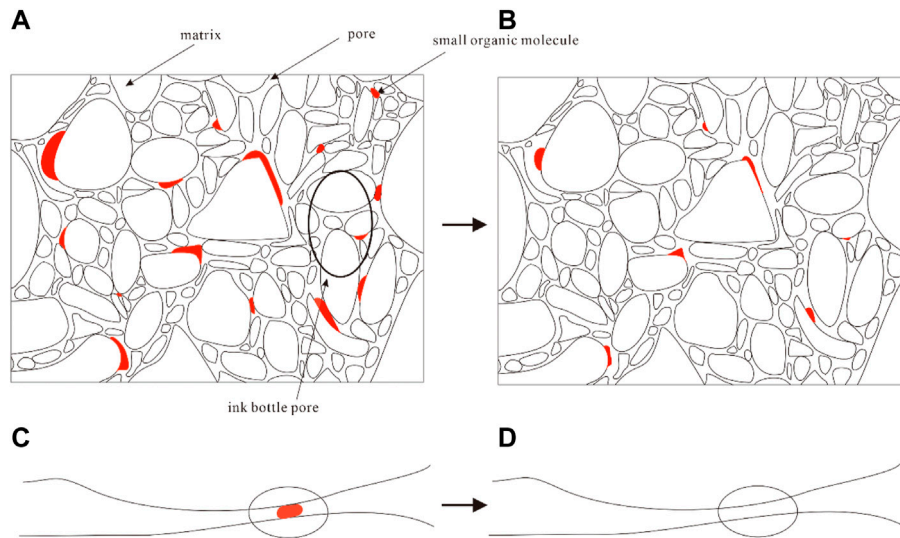 A
B
matrix
pore
small organic molecule
ink bottle pore
C
D